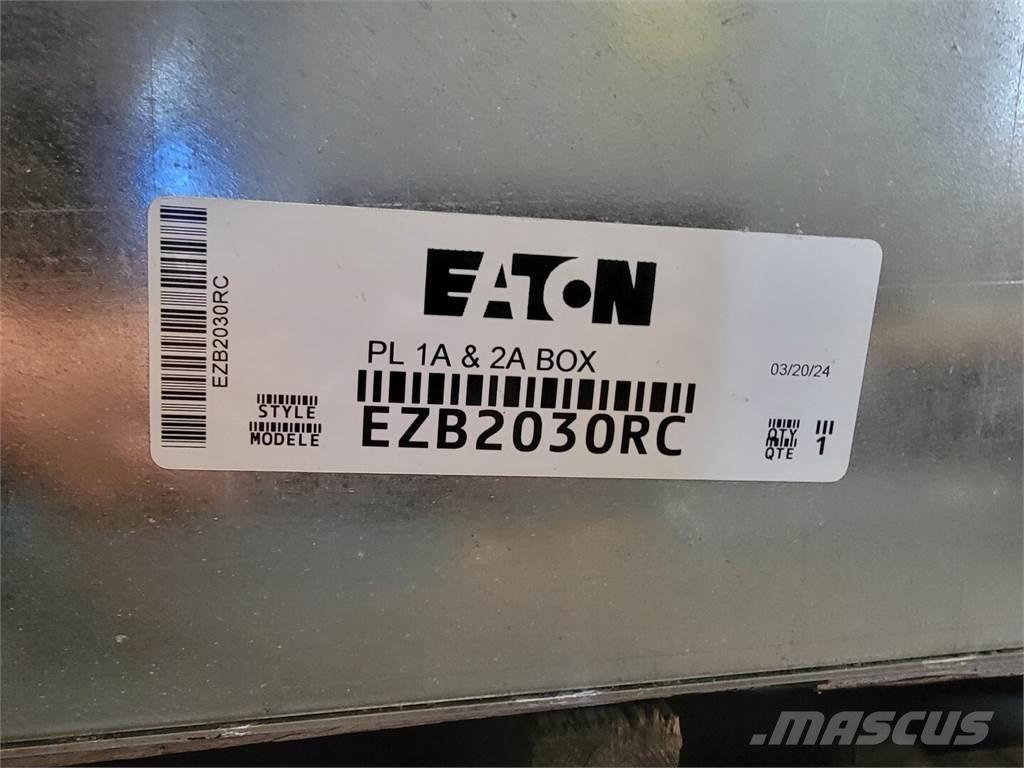 EATON
PL 1A & 2A BOX
03/20/24
EZB2030RC
STYLE
MODELE
EZB2030RC
QTY
QTE
1
MASCUS